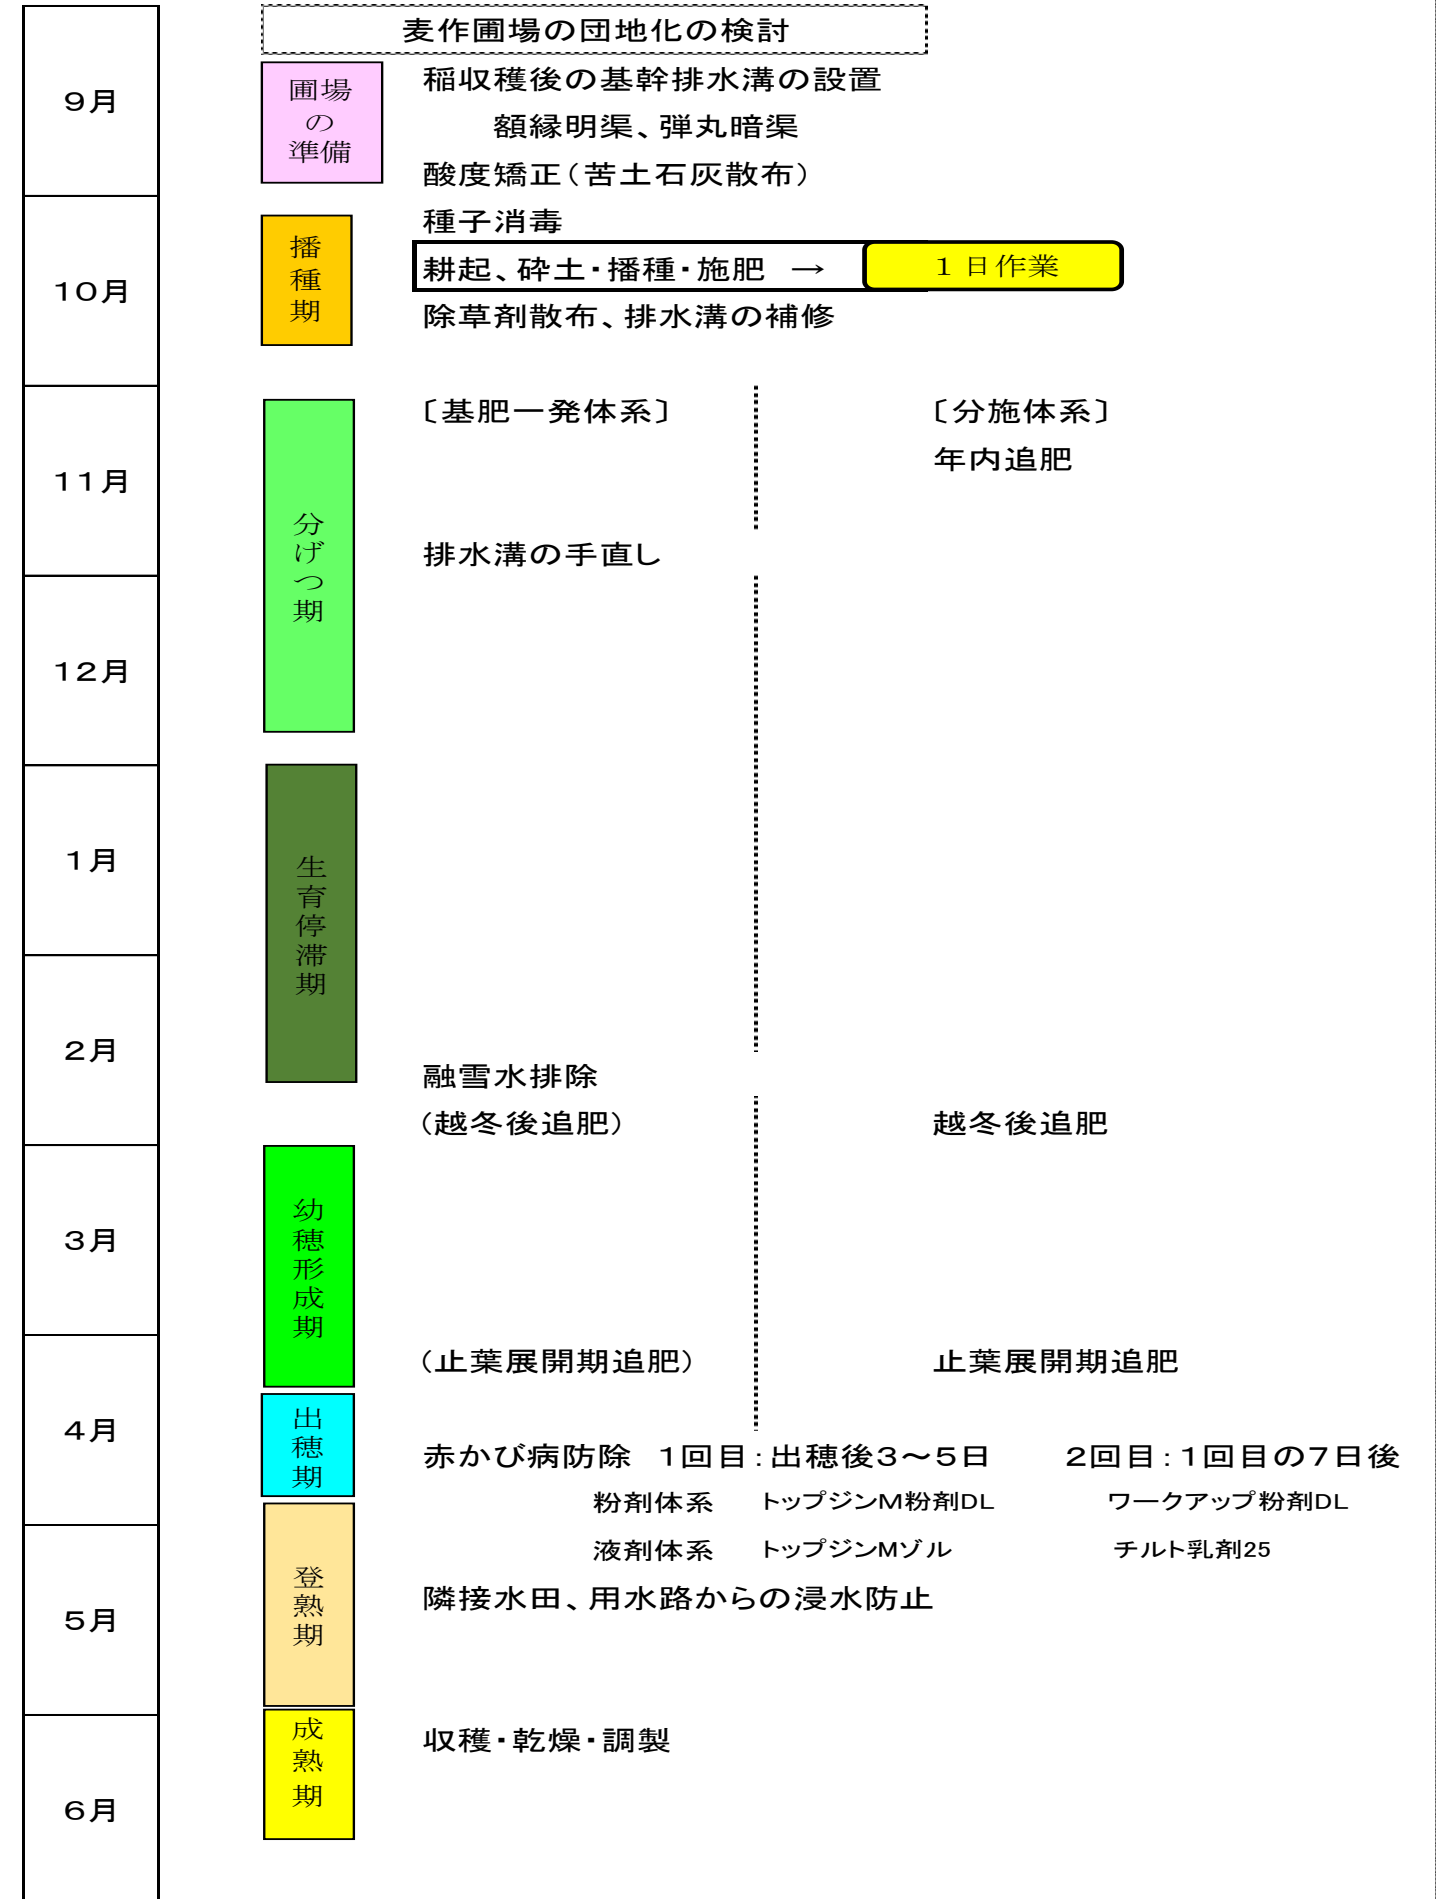 麦作圃場の団地化の検討
9月
圃場
の
準備
稲収穫後の基幹排水溝の設置
額縁明渠、弾丸暗渠
酸度矯正(苦土石灰散布)
10月
播種期
種子消毒
耕起、砕土・播種・施肥 → 1日作業
除草剤散布、排水溝の補修
11月
分げつ期
〔基肥一発体系〕 〔分施体系〕
年内追肥
排水溝の手直し
12月
1月
生育停滞期
2月
融雪水排除
(越冬後追肥) 越冬後追肥
3月
幼穂形成期
(止葉展開期追肥) 止葉展開期追肥
4月
出穂期
赤かび病防除 1回目:出穂後3~5日 2回目:1回目の7日後
粉剤体系 トップジンM粉剤DL ワークアップ粉剤DL
液剤体系 トップジンMゾル チルト乳剤25
5月
登熟期
隣接水田、用水路からの浸水防止
成熟期
収穫・乾燥・調製
6月